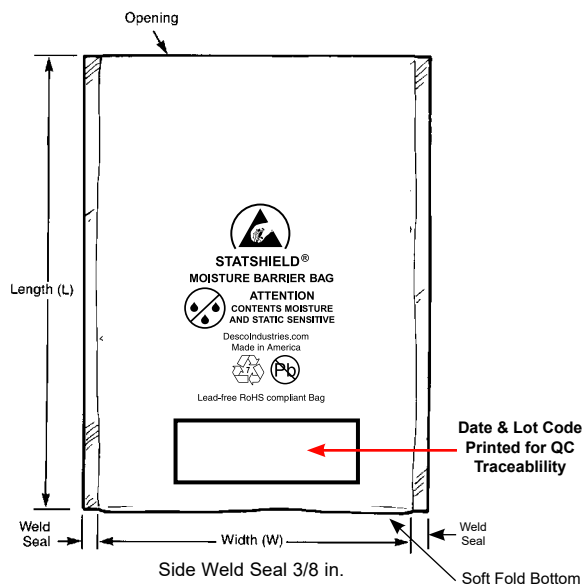 Opening
STATSHIELD®
MOISTURE BARRIER BAG
Length (L)
ATTENTION
CONTENTS MOISTURE
AND STATIC SENSITIVE
DescoIndustries.com
Made in America
7
Pb
Lead-free RoHS compliant Bag
Date & Lot Code
Printed for QC
Traceablility
Weld
Seal
Width (W)
Weld
Seal
Side Weld Seal 3/8 in.
Soft Fold Bottom